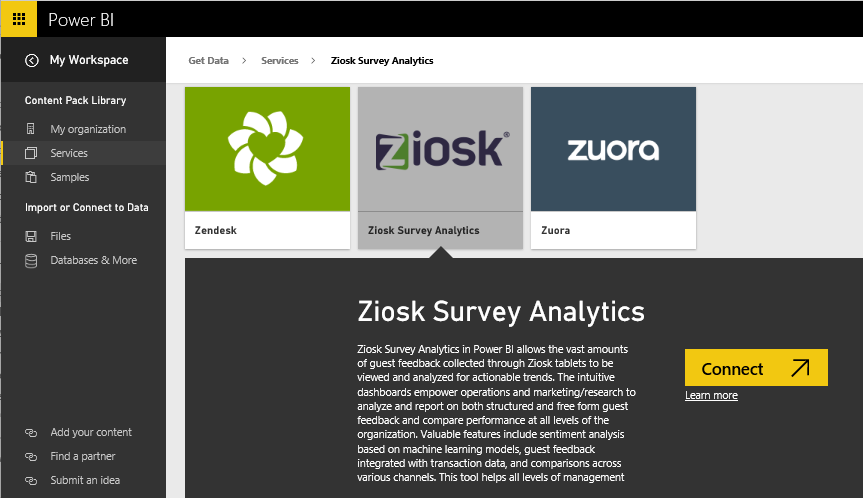 Power BI
My Workspace
Get Data > Services > Ziosk Survey Analytics
Content Pack Library
My organization
Services
Samples
Import or Connect to Data
Files
Databases & More
Add your content
Find a partner
Submit an idea
ziosk®
zuora
Zendesk
Ziosk Survey Analytics
Zuora
Ziosk Survey Analytics
Ziosk Survey Analytics in Power BI allows the vast amounts
of guest feedback collected through Ziosk tablets to be
viewed and analyzed for actionable trends. The intuitive
dashboards empower operations and marketing/research to
analyze and report on both structured and free form guest
feedback and compare performance at all levels of the
organization. Valuable features include sentiment analysis
based on machine learning models, guest feedback
integrated with transaction data, and comparisons across
various channels. This tool helps all levels of management
Connect
Learn more